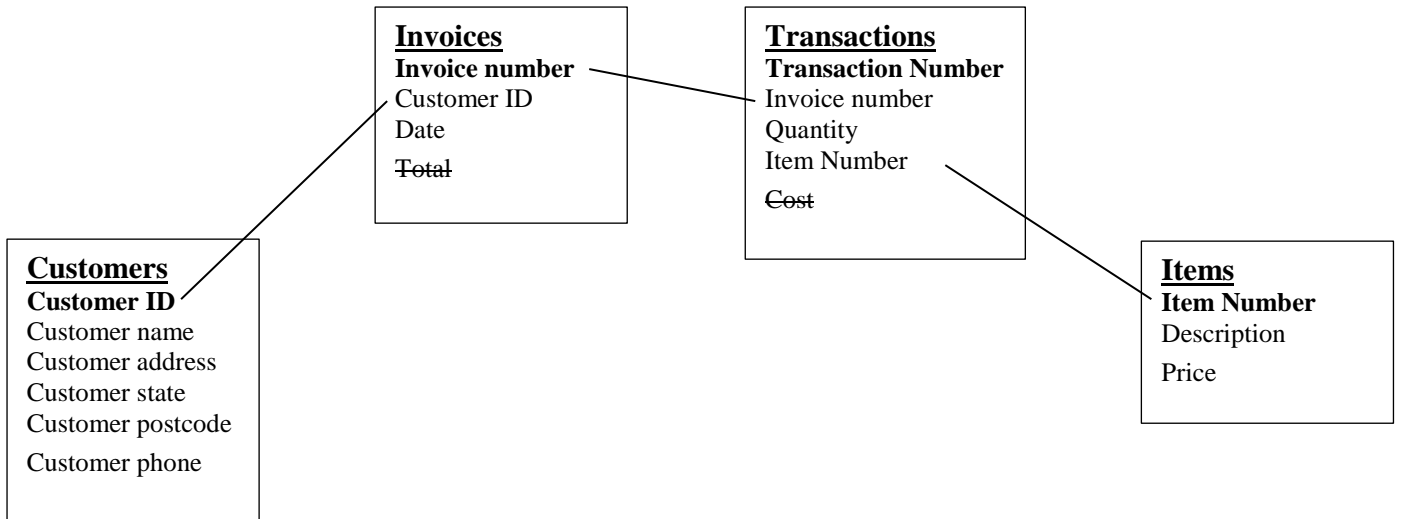 Invoices
Invoice number
Customer ID
Date
Total
Transactions
Transaction Number
Invoice number
Quantity
Item Number
Cost
Customers
Customer ID
Customer name
Customer address
Customer state
Customer postcode
Customer phone
Items
Item Number
Description
Price